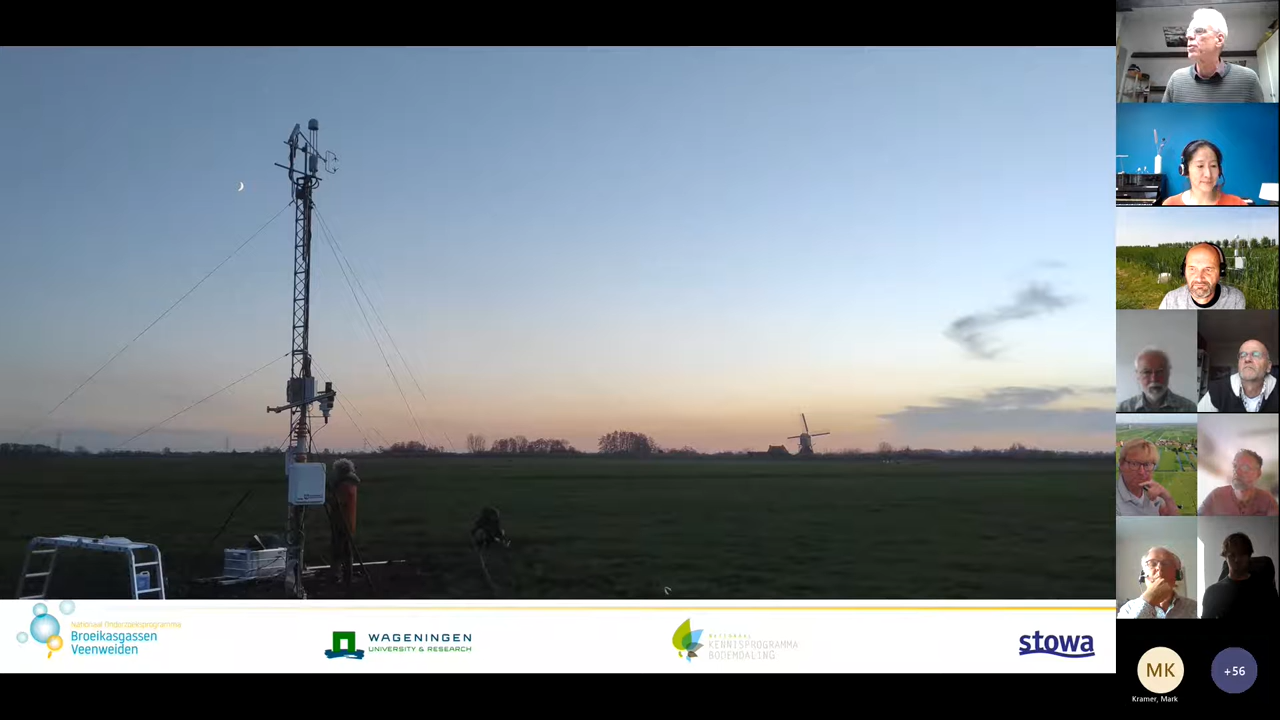 Nationaal Onderzoeksprogramma
Broeikasgassen
Veenweiden
WAGENINGEN
UNIVERSITY & RESEARCH
NATIONAAL
KENNISPROGRAMMA
BODEMDALING
stowa
MK
Kramer, Mark
+56